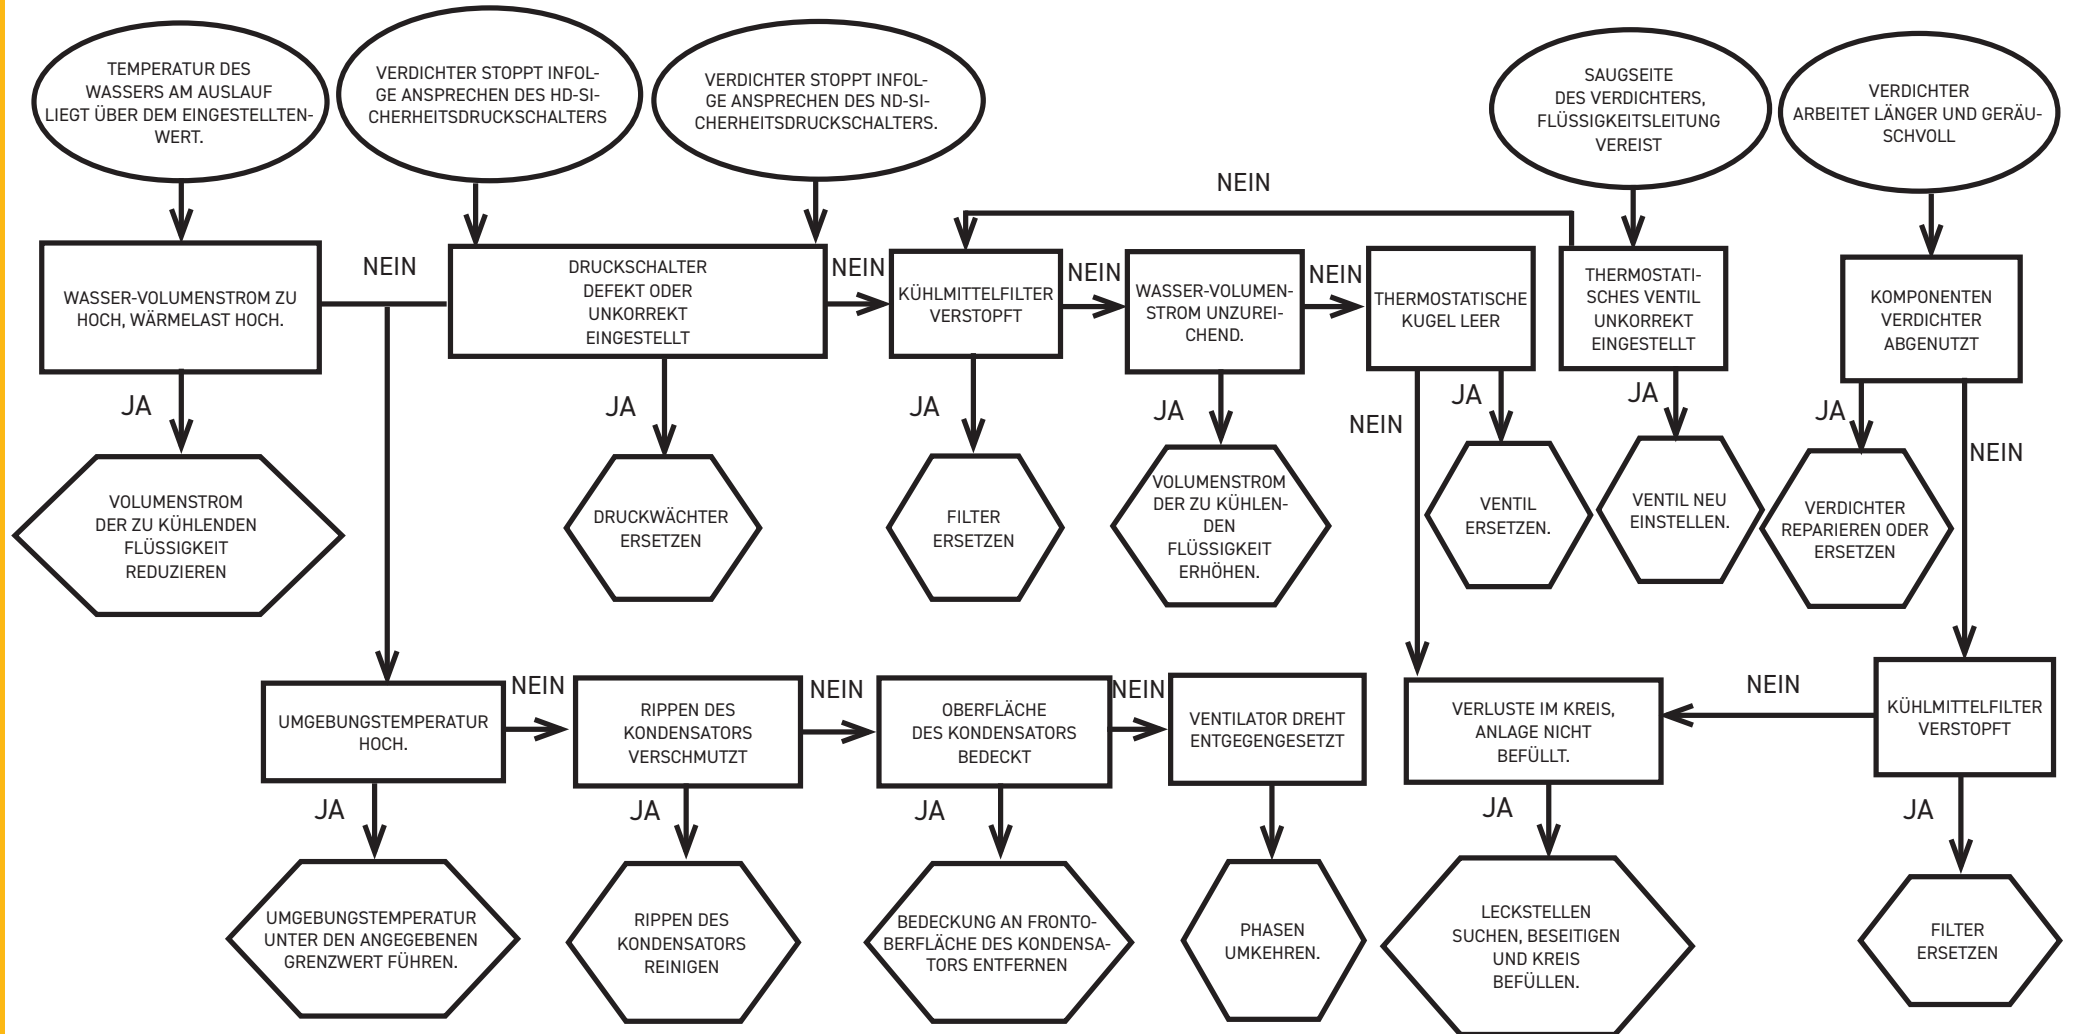 TEMPERATUR DES
WASSERS AM AUSLAUF
LIEGT ÜBER DEM EINGESTELLTEN-
WERT.
VERDICHTER STOPPT INFOL-
GE ANSPRECHEN DES HD-SI-
CHERHEITSDRUCKSCHALTERS
VERDICHTER STOPPT INFOL-
GE ANSPRECHEN DES ND-SI-
CHERHEITSDRUCKSCHALTERS.
SAUGSEITE
DES VERDICHTERS,
FLÜSSIGKEITSLEITUNG
VEREIST
VERDICHTER
ARBEITET LÄNGER UND GERÄU-
SCHVOLL
NEIN
WASSER-VOLUMENSTROM ZU
HOCH, WÄRMELAST HOCH.
NEIN
DRUCKSCHALTER
DEFEKT ODER
UNKORREKT
EINGESTELLT
NEIN
KÜHLMITTELFILTER
VERSTOPFT
NEIN
WASSER-VOLUMEN-
STROM UNZUREI-
CHEND.
NEIN
THERMOSTATISCHE
KUGEL LEER
THERMOSTATI-
SCHES VENTIL
UNKORREKT
EINGESTELLT
KOMPONENTEN
VERDICHTER
ABGENUTZT
JA
JA
JA
JA
NEIN
JA
JA
JA
NEIN
VOLUMENSTROM
DER ZU KÜHLENDEN
FLÜSSIGKEIT
REDUZIEREN
DRUCKWÄCHTER
ERSETZEN
FILTER
ERSETZEN
VOLUMENSTROM
DER ZU KÜHLEN-
DEN
FLÜSSIGKEIT
ERHÖHEN.
VENTIL
ERSETZEN.
VENTIL NEU
EINSTELLEN.
VERDICHTER
REPARIEREN ODER
ERSETZEN
UMGEBUNGSTEMPERATUR
HOCH.
NEIN
RIPPEN DES
KONDENSATORS
VERSCHMUTZT
NEIN
OBERFLÄCHE
DES KONDENSATORS
BEDECKT
NEIN
VENTILATOR DREHT
ENTGEGENGESETZT
VERLUSTE IM KREIS,
ANLAGE NICHT
BEFÜLLT.
NEIN
KÜHLMITTELFILTER
VERSTOPFT
JA
JA
JA
JA
JA
UMGEBUNGSTEMPERATUR
UNTER DEN ANGEGEBENEN
GRENZWERT FÜHREN.
RIPPEN DES
KONDENSATORS
REINIGEN
BEDECKUNG AN FRONTO-
BERFLÄCHE DES KONDENSA-
TORS ENTFERNEN
PHASEN
UMKEHREN.
LECKSTELLEN
SUCHEN, BESEITIGEN
UND KREIS
BEFÜLLEN.
FILTER
ERSETZEN